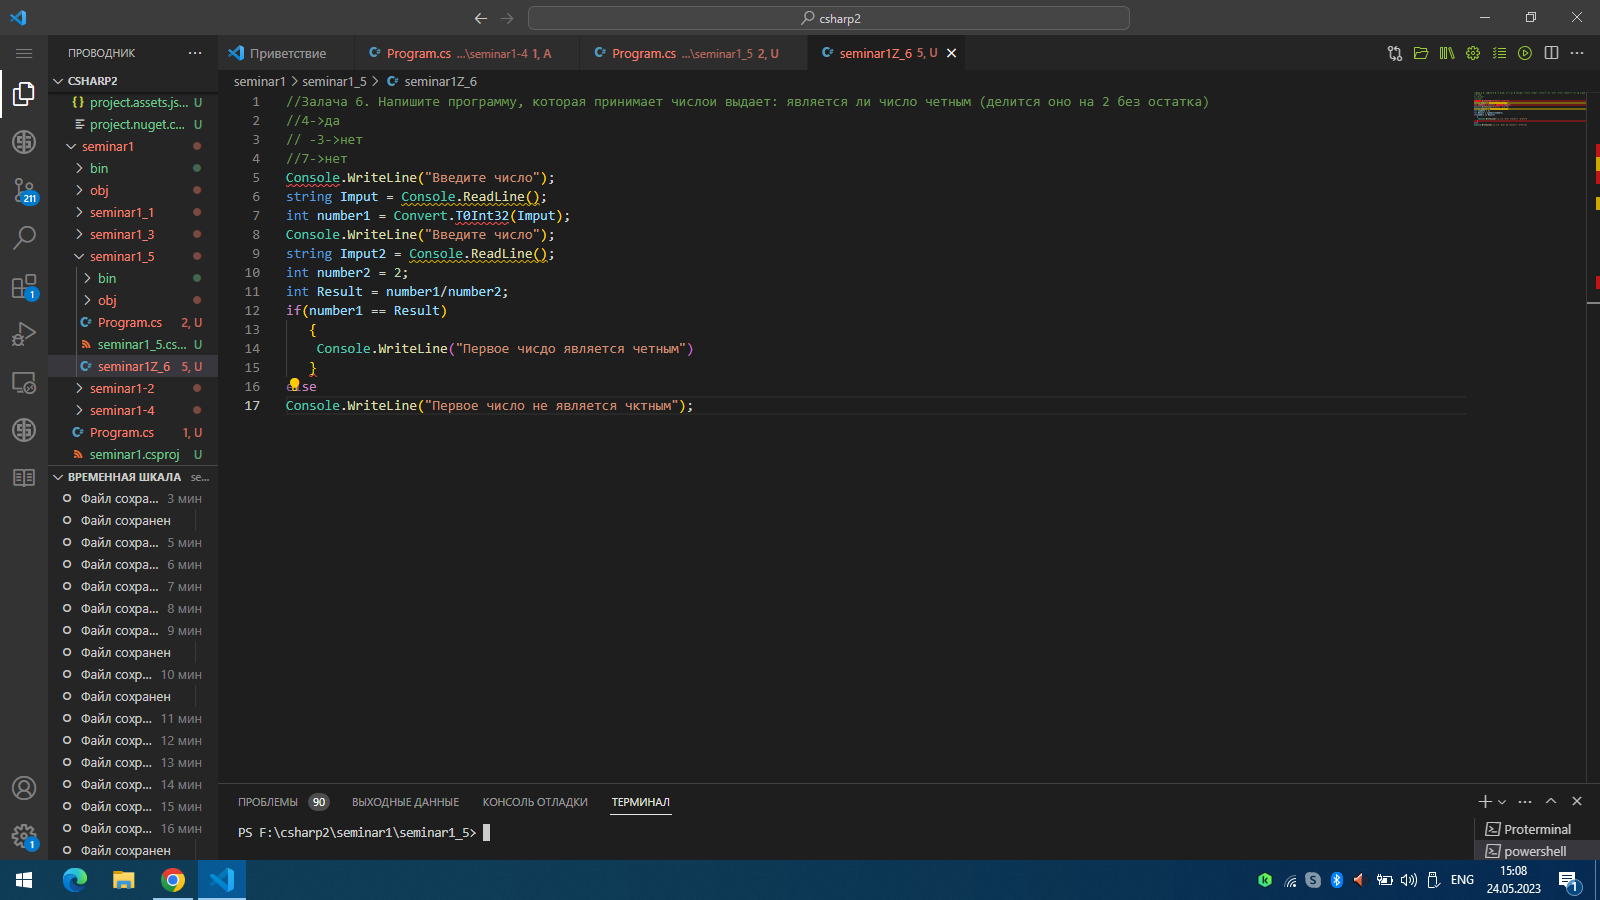 csharp2
ПРОВОДНИК
CSHARP2
project.assets.js... U
project.nuget.c... U
seminar1
bin
obj
seminar1_1
seminar1_3
seminar1_5
bin
obj
Program.cs 2, U
seminar1_5.cs... U
seminar1Z_6 5, U
seminar1-2
seminar1-4
Program.cs 1, U
seminar1.csproj U
ВРЕМЕННАЯ ШКАЛА se...
Файл сохра... 3 мин
Файл сохранен
Файл сохра... 5 мин
Файл сохра... 6 мин
Файл сохра... 7 мин
Файл сохра... 8 мин
Файл сохра... 9 мин
Файл сохранен
Файл сохр... 10 мин
Файл сохранен
Файл сохр... 11 мин
Файл сохр... 12 мин
Файл сохр... 13 мин
Файл сохр... 14 мин
Файл сохр... 15 мин
Файл сохр... 16 мин
Файл сохранен
211
1
1
Приветствие
Program.cs ...\seminar1-4 1, A
Program.cs ...\seminar1_5 2, U
seminar1Z_6 5, U
seminar1 > seminar1_5 > seminar1Z_6
1 //Залача 6. Напишите программу, которая принимает числои выдает: является ли число четным (делится оно на 2 без остатка)
2 //4->да
3 // -3->нет
4 //7->нет
5 Console.WriteLine("Введите число");
6 string Imput = Console.ReadLine();
7 int number1 = Convert.T0Int32(Imput);
8 Console.WriteLine("Введите число");
9 string Imput2 = Console.ReadLine();
10 int number2 = 2;
11 int Result = number1/number2;
12 if(number1 == Result)
13 {
14 Console.WriteLine("Первое чисдо является четным")
15 }
16 else
17 Console.WriteLine("Первое число не является чктным");
ПРОБЛЕМЫ 90 ВЫХОДНЫЕ ДАННЫЕ КОНСОЛЬ ОТЛАДКИ ТЕРМИНАЛ
PS F:\csharp2\seminar1\seminar1_5>
Proterminal
powershell
ENG
15:08
24.05.2023
1